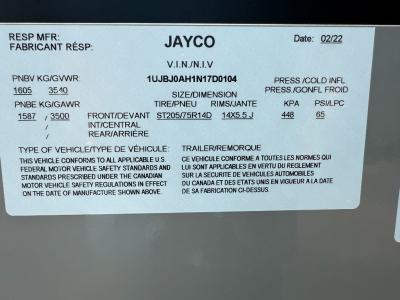 RESP MFR:
FABRICANT RÉSP: JAYCO Date: 02/22
V.I.N./N.I.V
PNBV KG/GVWR: 1UJBJ0AH1N17D0104 PRESS./COLD INFL
1605 3540 SIZE/DIMENSION PRESS./GONFL FROID
PNBE KG/GAWR TIRE/PNEU RIMS/JANTE KPA PSI/LPC
1587 / 3500 FRONT/DEVANT ST205/75R14D 14X5.5 J 448 65
INT/CENTRAL
REAR/ARRIÈRE
TYPE OF VEHICLE/TYPE DE VÉHICULE: TRAILER/REMORQUE
THIS VEHICLE CONFORMS TO ALL APPLICABLE U.S.
FEDERAL MOTOR VEHICLE SAFETY STANDARDS AND
STANDARDS PRESCRIBED UNDER THE CANADIAN
MOTOR VEHICLE SAFETY REGULATIONS IN EFFECT
ON THE DATE OF MANUFACTURE SHOWN ABOVE.
CE VÉHICULE CONFORME À TOUTES LES NORMES QUI
LUI SONT APPLICABLES EN VERTU DU RÈGLEMENT
SUR LA SECURITE DE VEHICULES AUTOMOBILES
DU CANADA ET DES ETATS UNIS EN VIGUEUR A LA
DATE DE SA FABRICATION CI-DESSUS.